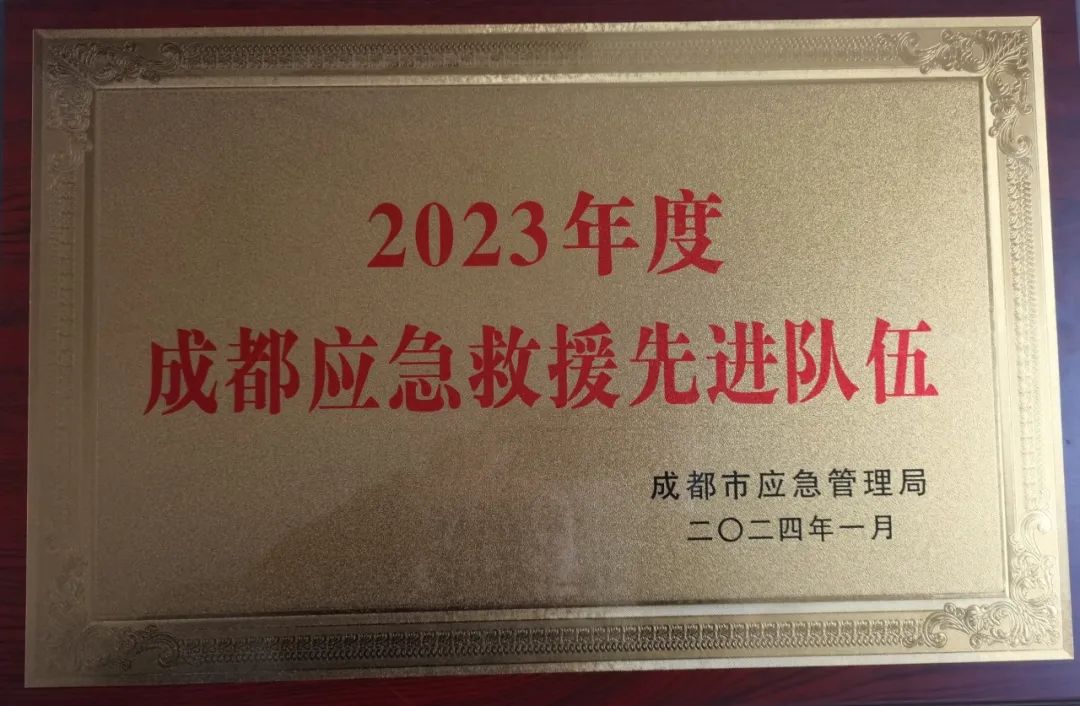 2023年度
成都应急救援先进队伍
成都市应急管理局
二〇二四年一月